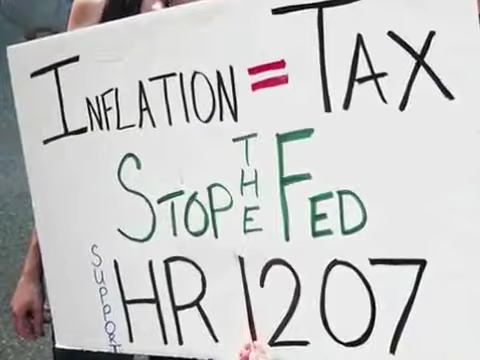 INFLATION = TAX
STOP THE FED
SUPPORT HR 1207